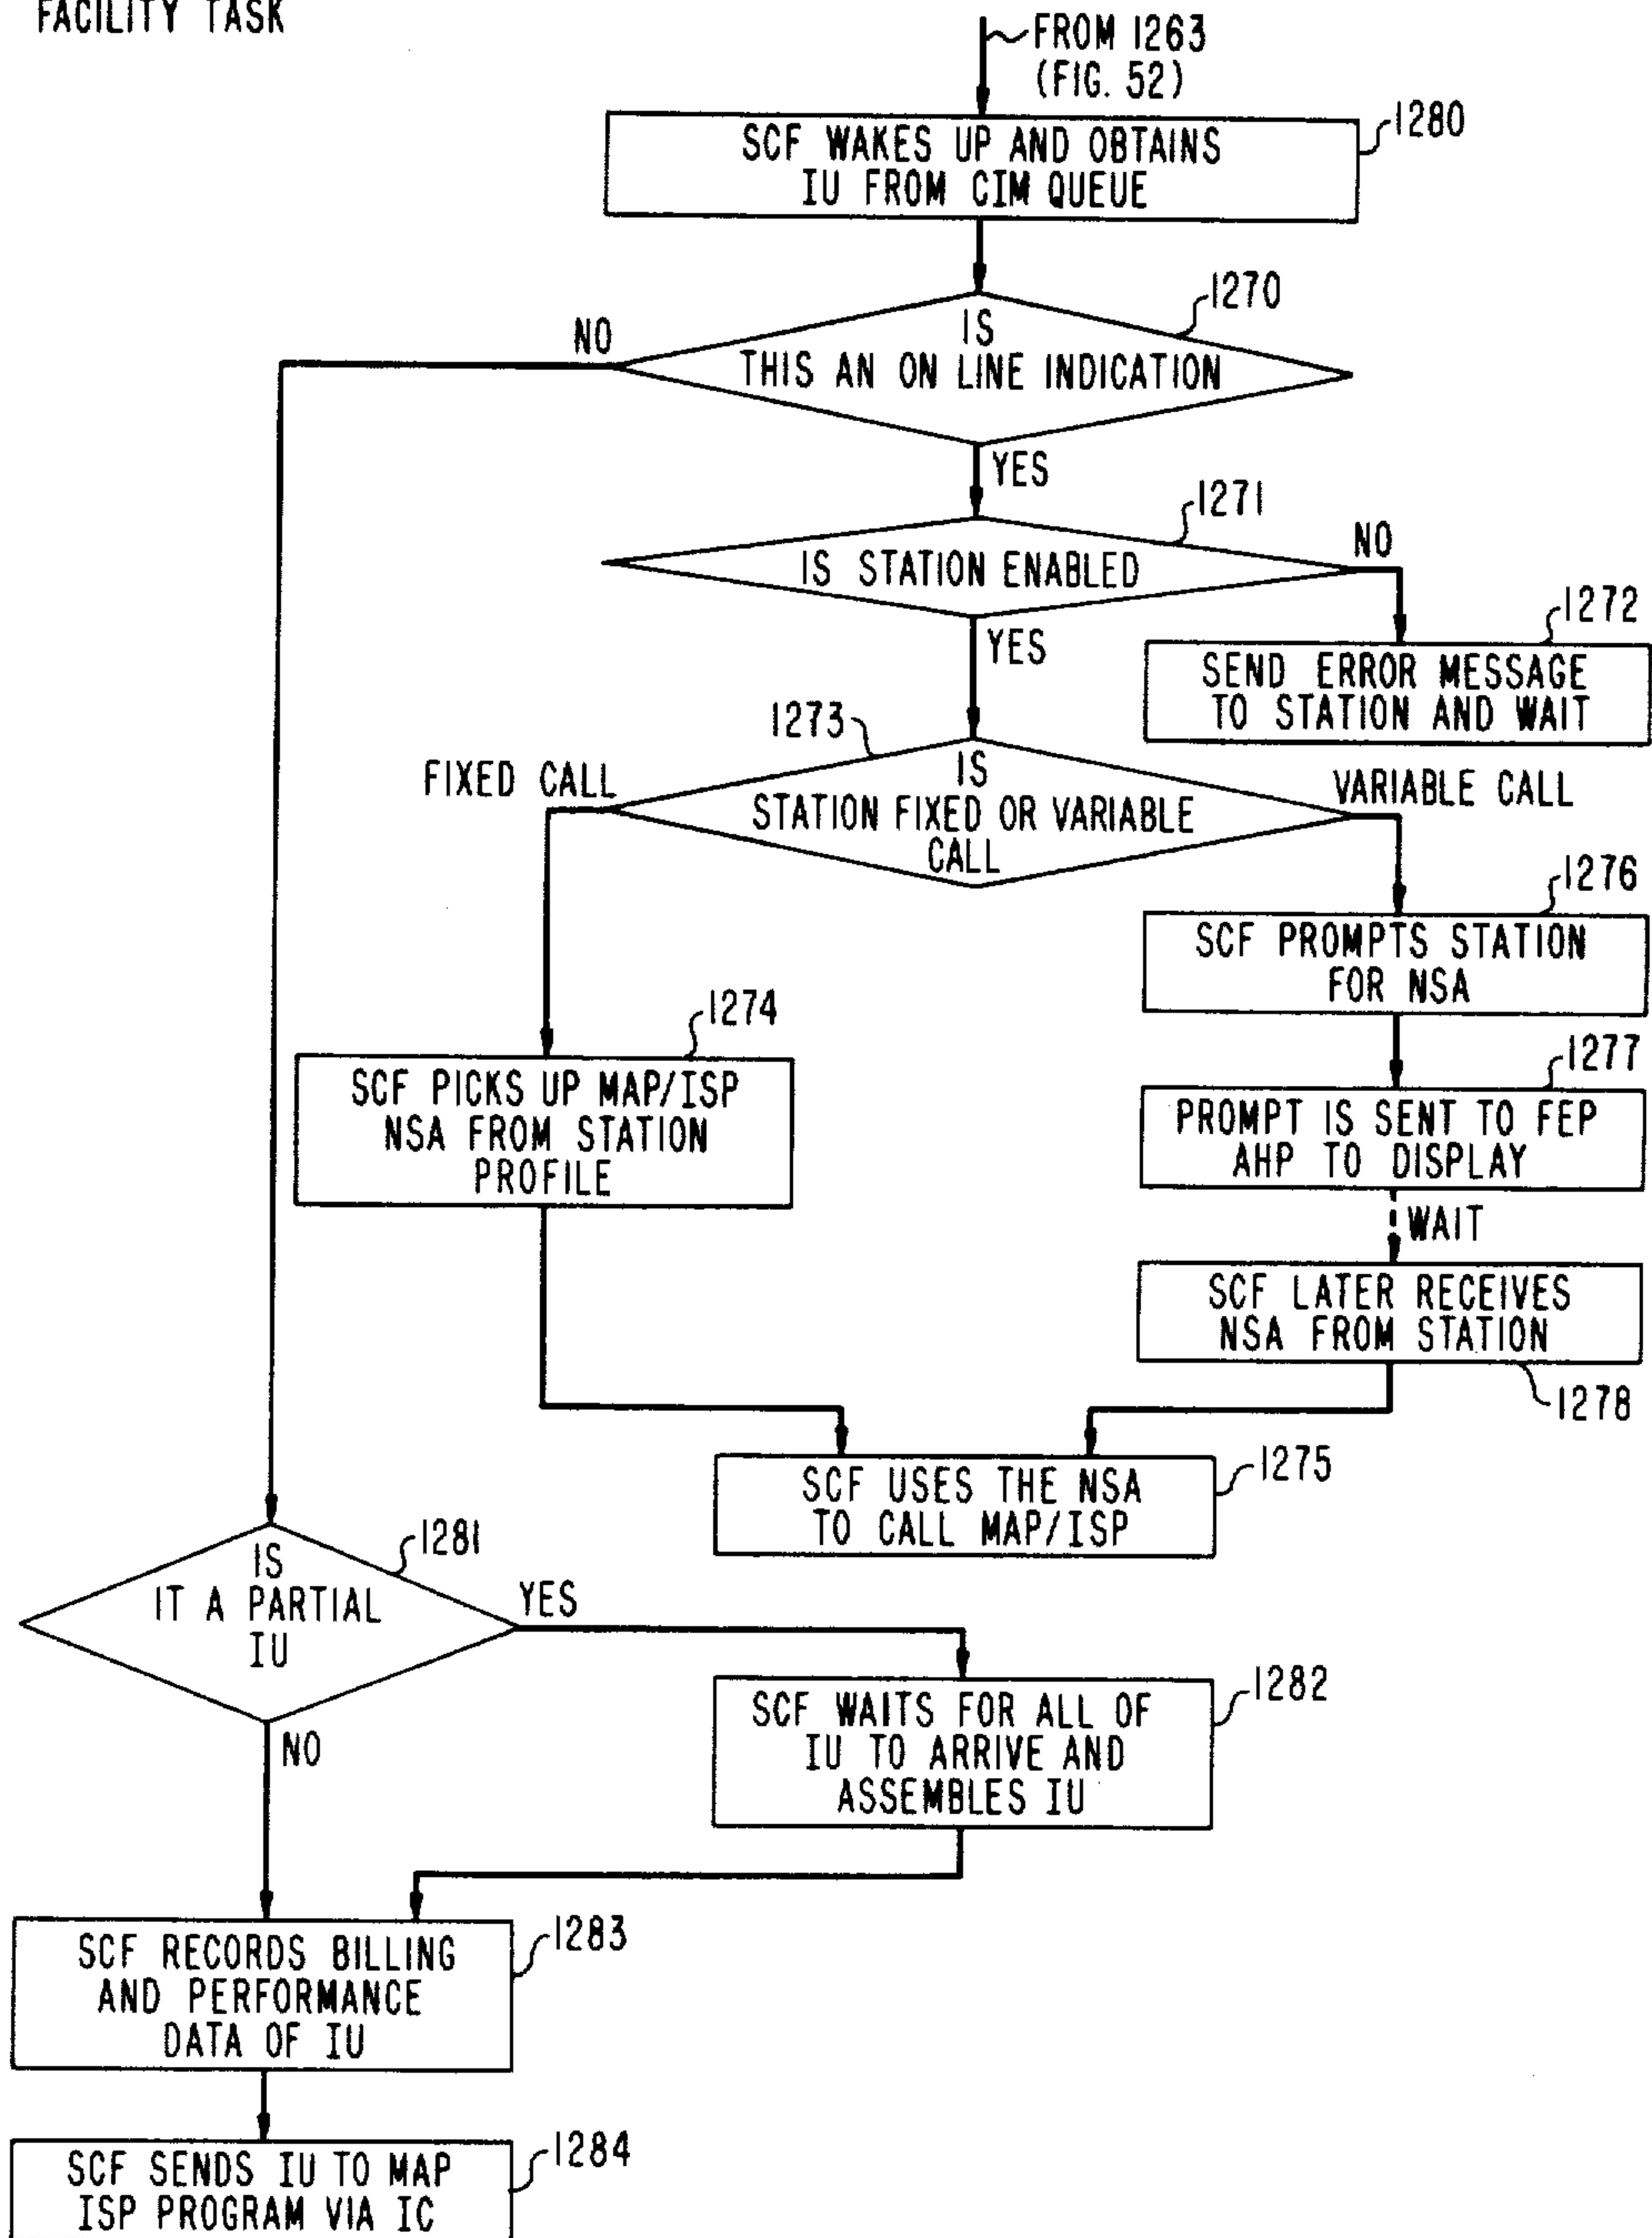 FACILITY TASK
FROM 1263
(FIG. 52)
1280
SCF WAKES UP AND OBTAINS
IU FROM CIM QUEUE
1270
NO
IS
THIS AN ON LINE INDICATION
YES
1271
NO
IS STATION ENABLED
1272
YES
SEND ERROR MESSAGE
TO STATION AND WAIT
1273
FIXED CALL
IS
STATION FIXED OR VARIABLE
CALL
VARIABLE CALL
1276
SCF PROMPTS STATION
FOR NSA
1274
SCF PICKS UP MAP/ISP
NSA FROM STATION
PROFILE
1277
PROMPT IS SENT TO FEP
AHP TO DISPLAY
WAIT
SCF LATER RECEIVES
NSA FROM STATION
1278
1275
SCF USES THE NSA
TO CALL MAP/ISP
1281
IS
IT A PARTIAL
IU
YES
NO
1282
SCF WAITS FOR ALL OF
IU TO ARRIVE AND
ASSEMBLES IU
1283
SCF RECORDS BILLING
AND PERFORMANCE
DATA OF IU
1284
SCF SENDS IU TO MAP
ISP PROGRAM VIA IC